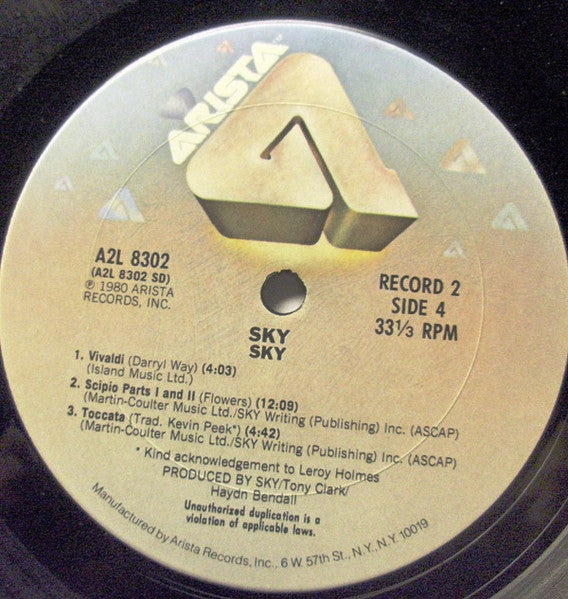 ARISTA™
A2L 8302
(A2L 8302 SD)
℗ 1980 ARISTA
RECORDS, INC.
RECORD 2
SIDE 4
33⅓ RPM
SKY
SKY
1. Vivaldi (Darryl Way) (4:03)
(Island Music Ltd.)
2. Scipio Parts I and II (Flowers) (12:09)
(Martin-Coulter Music Ltd./SKY Writing (Publishing) Inc. (ASCAP)
3. Toccata (Trad. Kevin Peek*) (4:42)
(Martin-Coulter Music Ltd./SKY Writing (Publishing) Inc. (ASCAP)
* Kind acknowledgement to Leroy Holmes
PRODUCED BY SKY/Tony Clark/
Haydn Bendall
Unauthorized duplication is a
violation of applicable laws.
Manufactured by Arista Records, Inc., 6 W. 57th St., N.Y., N.Y. 10019